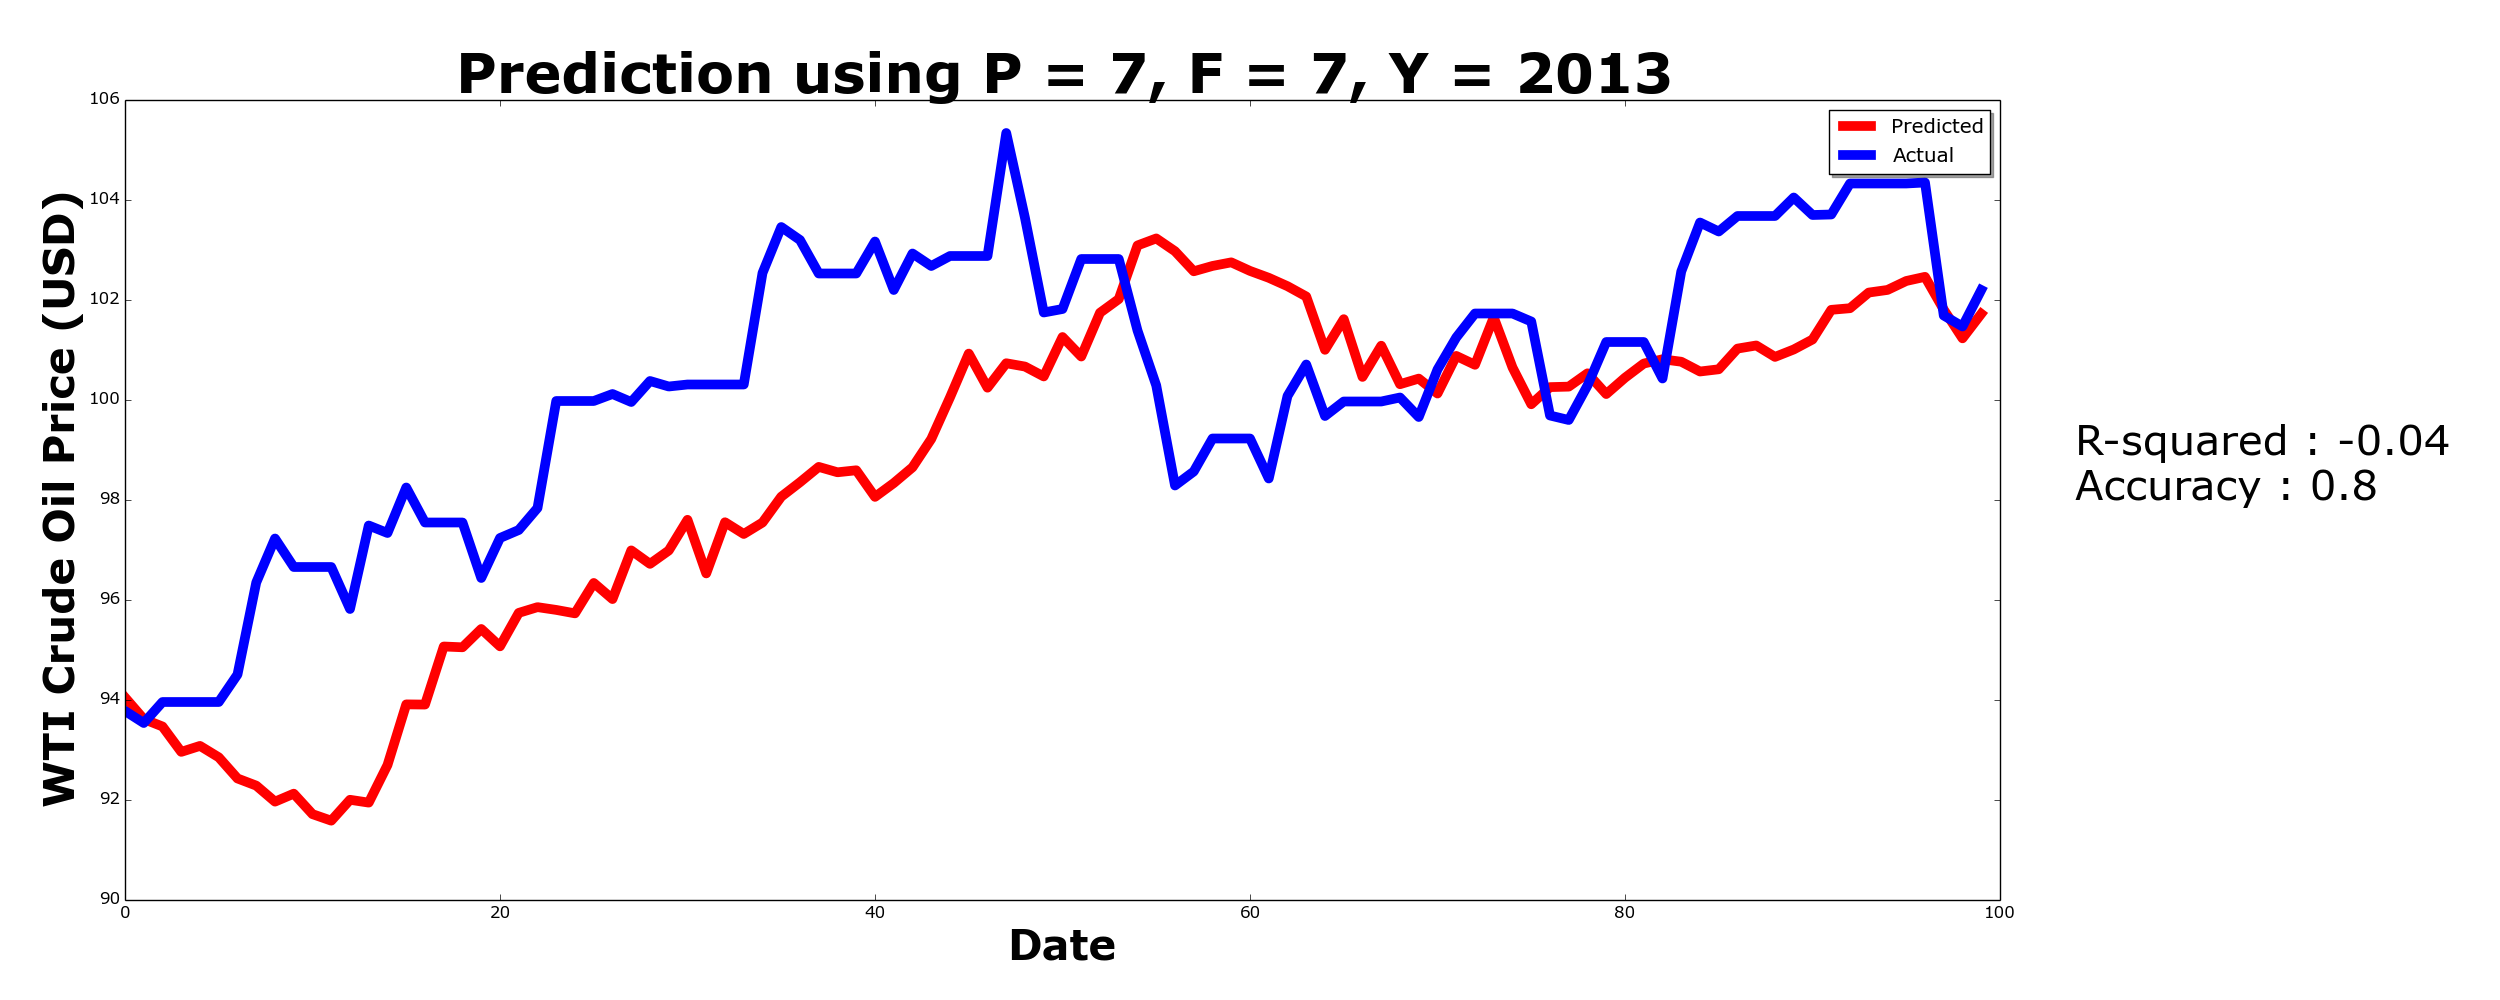 Prediction using P = 7, F = 7, Y = 2013
WTI Crude Oil Price (USD)
106
104
102
100
98
96
94
92
90
0
20
40
60
80
100
Date
Predicted
Actual
R-squared : -0.04
Accuracy : 0.8